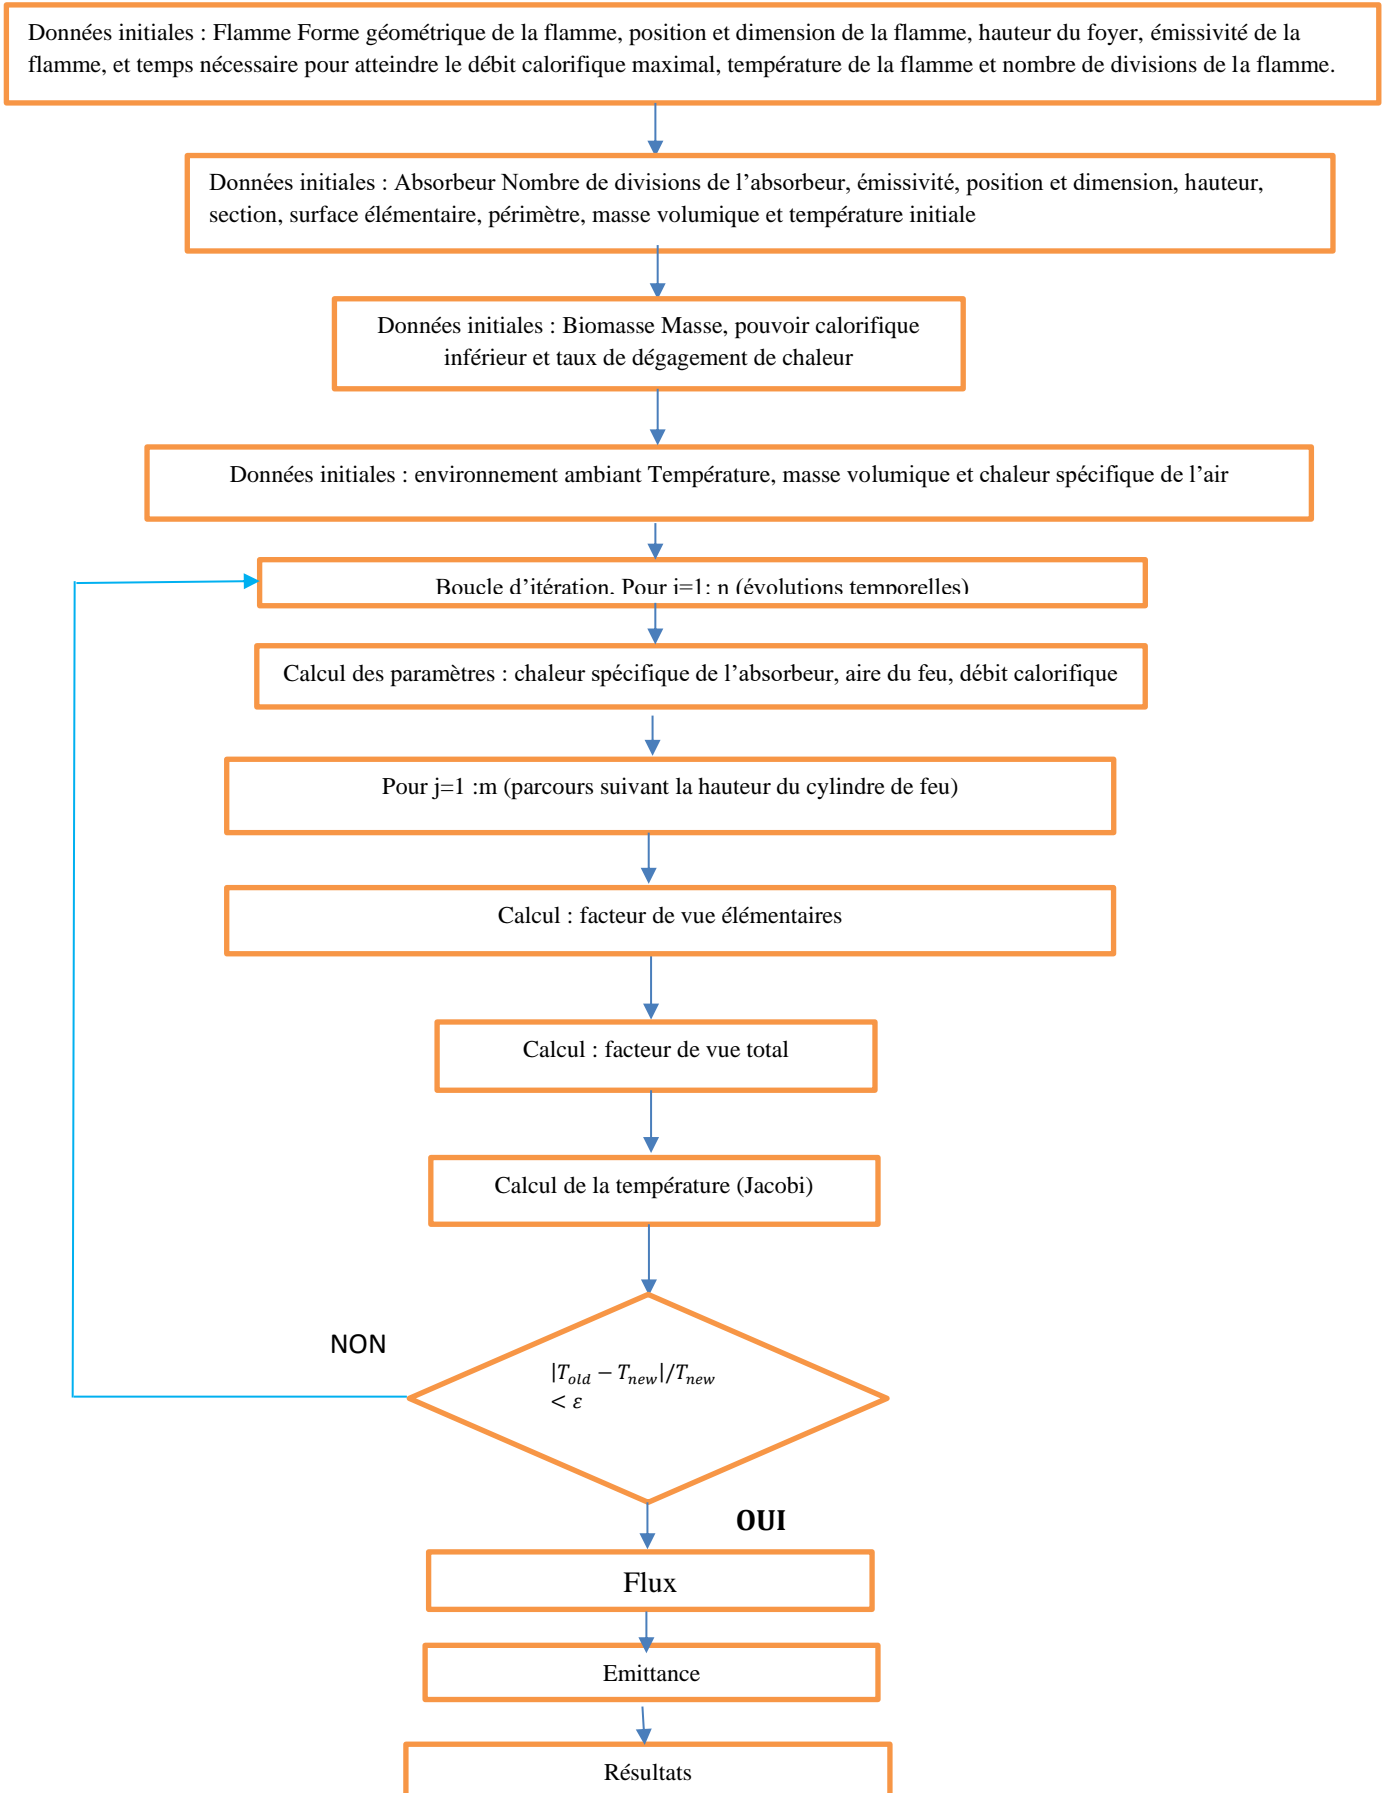 Données initiales : Flamme Forme géométrique de la flamme, position et dimension de la flamme, hauteur du foyer, émissivité de la
flamme, et temps nécessaire pour atteindre le débit calorifique maximal, température de la flamme et nombre de divisions de la flamme.
Données initiales : Absorbeur Nombre de divisions de l’absorbeur, émissivité, position et dimension, hauteur,
section, surface élémentaire, périmètre, masse volumique et température initiale
Données initiales : Biomasse Masse, pouvoir calorifique
inférieur et taux de dégagement de chaleur
Données initiales : environnement ambiant Température, masse volumique et chaleur spécifique de l’air
Boucle d’itération. Pour i=1: n (évolutions temporelles)
Calcul des paramètres : chaleur spécifique de l’absorbeur, aire du feu, débit calorifique
Pour j=1 :m (parcours suivant la hauteur du cylindre de feu)
Calcul : facteur de vue élémentaires
Calcul : facteur de vue total
Calcul de la température (Jacobi)
NON
|T_{old} − T_{new}|/T_{new}
< ε
OUI
Flux
Emittance
Résultats